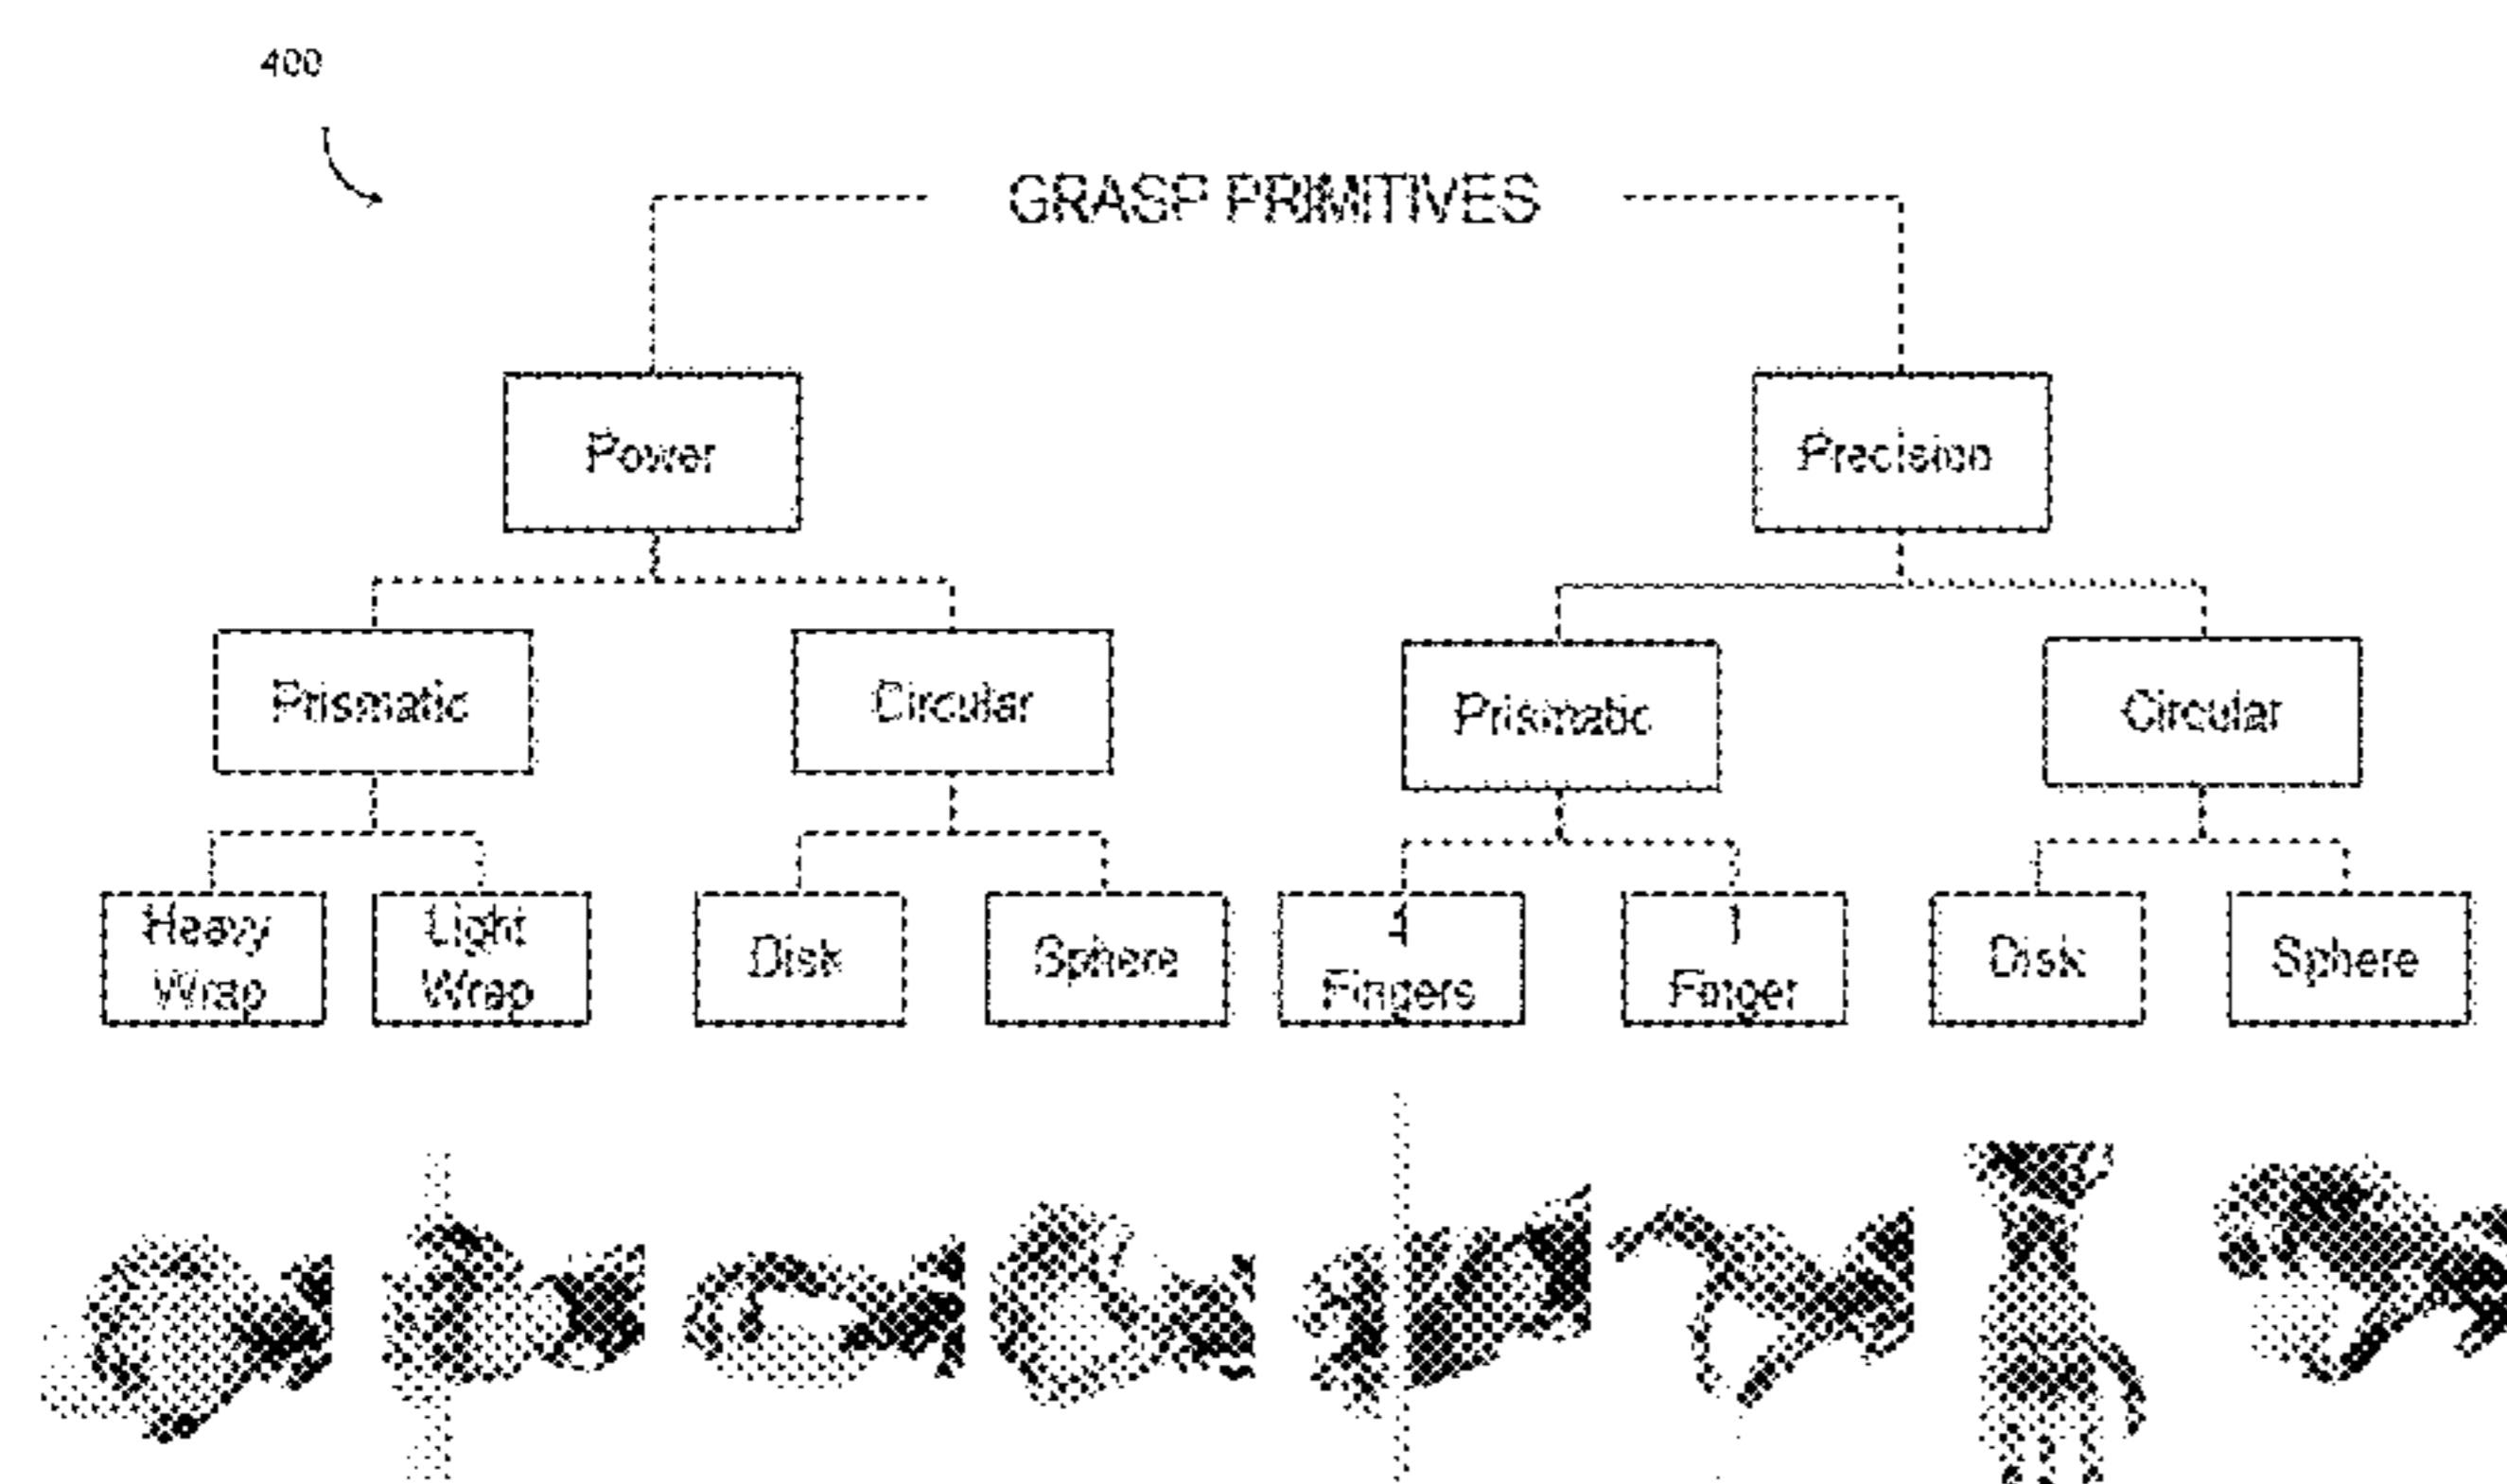 400
GRASP PRIMITIVES
Power
Precision
Prismatic
Circular
Prismatic
Circular
Heavy
Wrap
Light
Wrap
Disk
Sphere
Fingers
1
Finger
Disk
Sphere